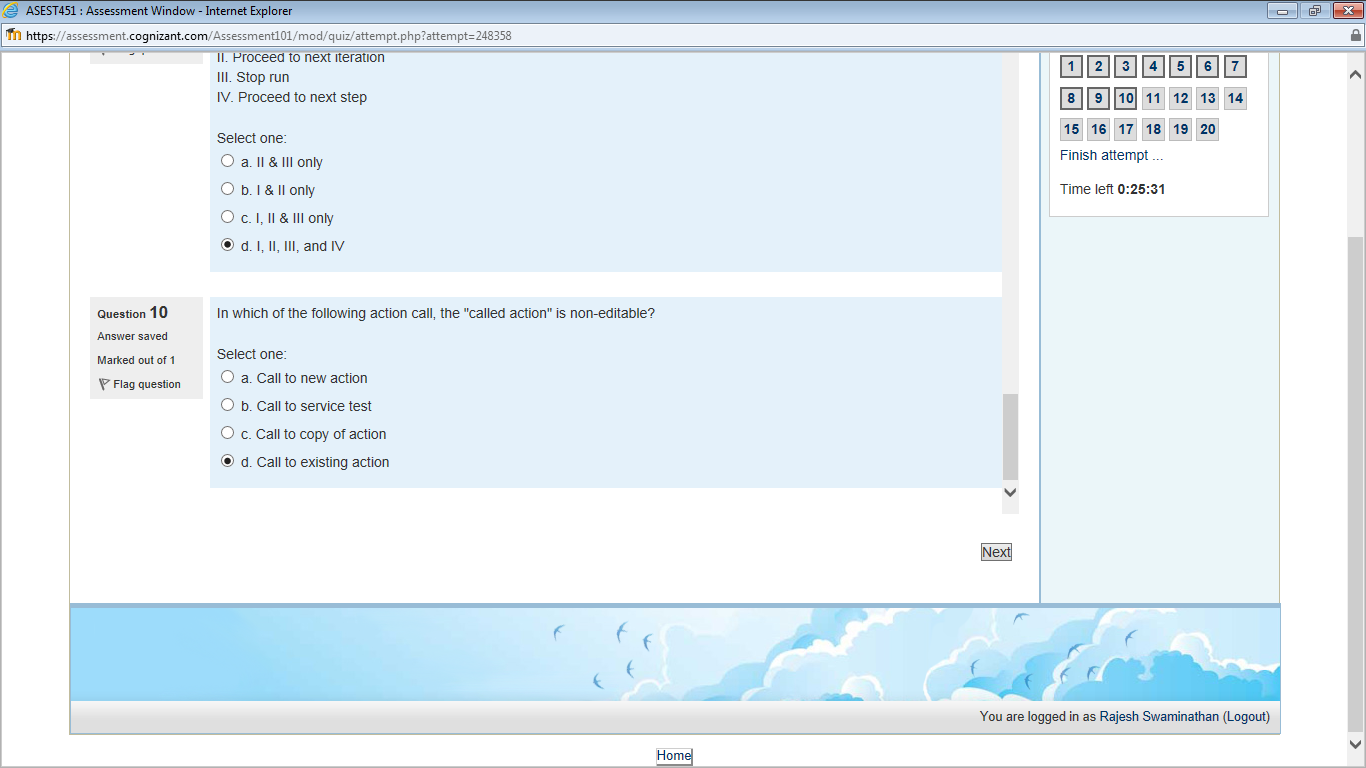 ASEST451 : Assessment Window - Internet Explorer
https://assessment.cognizant.com/Assessment101/mod/quiz/attempt.php?attempt=248358
II. Proceed to next iteration
III. Stop run
IV. Proceed to next step
Select one:
a. II & III only
b. I & II only
c. I, II & III only
d. I, II, III, and IV
Question 10
Answer saved
Marked out of 1
Flag question
In which of the following action call, the "called action" is non-editable?
Select one:
a. Call to new action
b. Call to service test
c. Call to copy of action
d. Call to existing action
Next
1 2 3 4 5 6 7
8 9 10 11 12 13 14
15 16 17 18 19 20
Finish attempt ...
Time left 0:25:31
You are logged in as Rajesh Swaminathan (Logout)
Home